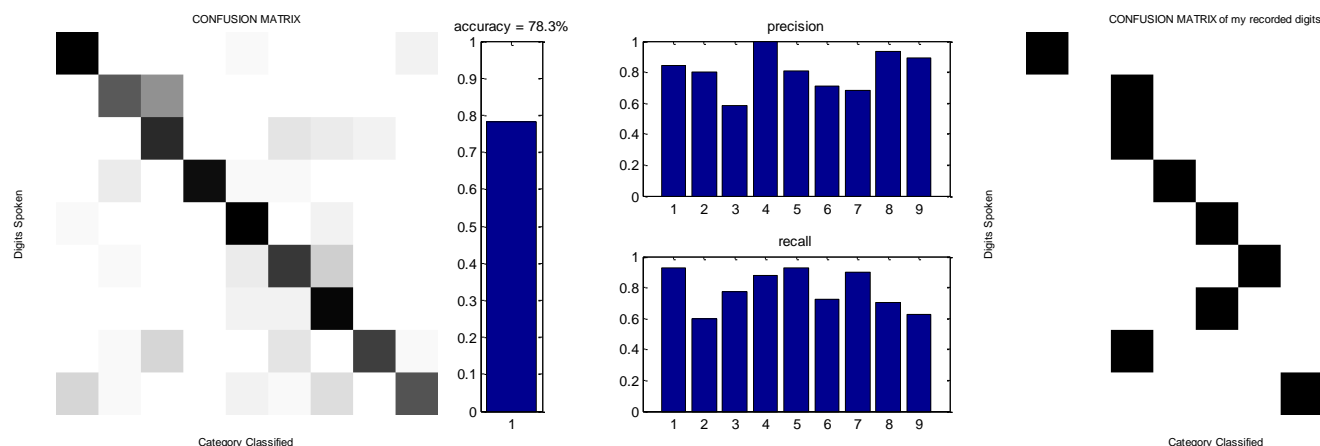 CONFUSION MATRIX
Digits Spoken
Category Classified
accuracy = 78.3%
1
0.9
0.8
0.7
0.6
0.5
0.4
0.3
0.2
0.1
0
1
precision
1
0.8
0.6
0.4
0.2
0
1 2 3 4 5 6 7 8 9
recall
1
0.8
0.6
0.4
0.2
0
1 2 3 4 5 6 7 8 9
CONFUSION MATRIX of my recorded digits
Digits Spoken